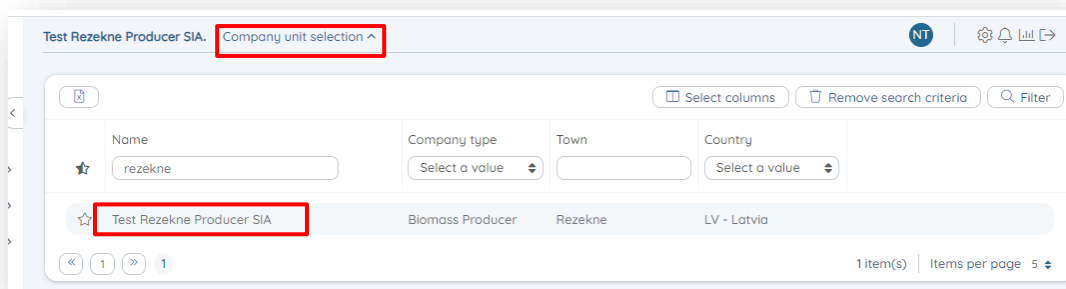 Test Rezekne Producer SIA. Company unit selection NT
Select columns Remove search criteria Filter
Name Company type Town Country
rezekne Select a value Select a value
Test Rezekne Producer SIA Biomass Producer Rezekne LV - Latvia
« 1 » 1 1 item(s) Items per page 5